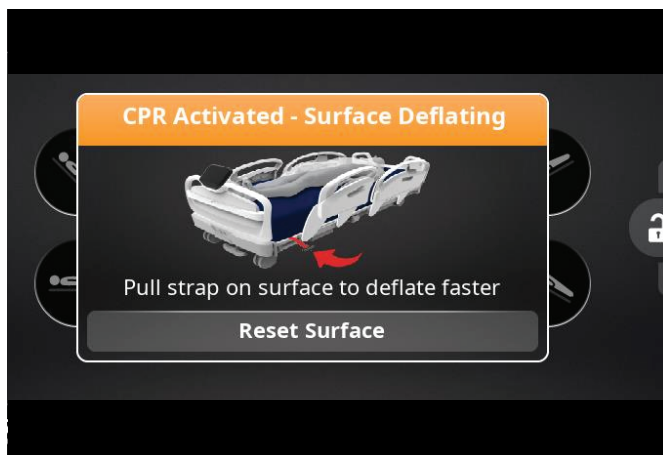 CPR Activated - Surface Deflating
Pull strap on surface to deflate faster
Reset Surface